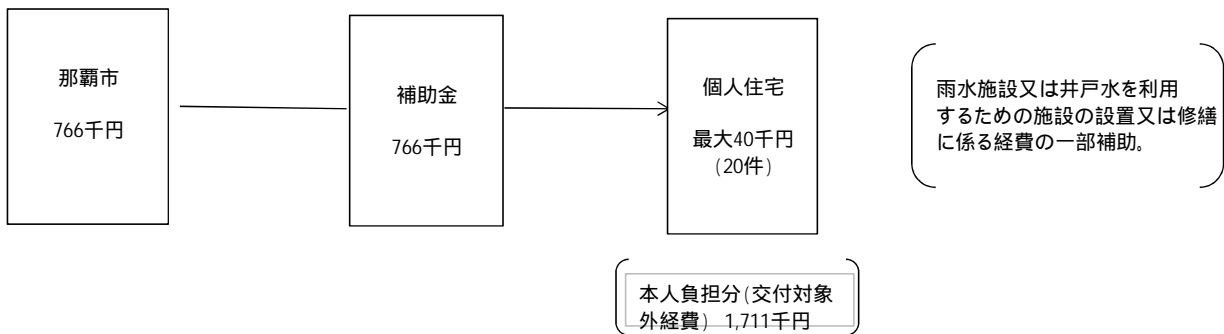 那覇市
766千円
補助金
766千円
個人住宅
最大40千円
(20件)
雨水施設又は井戸水を利用
するための施設の設置又は修繕
に係る経費の一部補助。
本人負担分(交付対象
外経費) 1,711千円